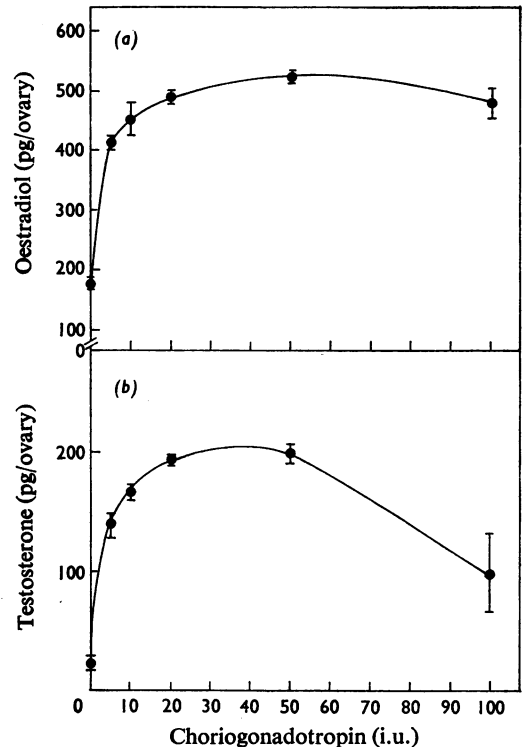 (a)
600
500
400
300
200
100
0
Oestradiol (pg/ovary)
(b)
200
100
Testosterone (pg/ovary)
0 10 20 30 40 50 60 70 80 90 100
Choriogonadotropin (i.u.)